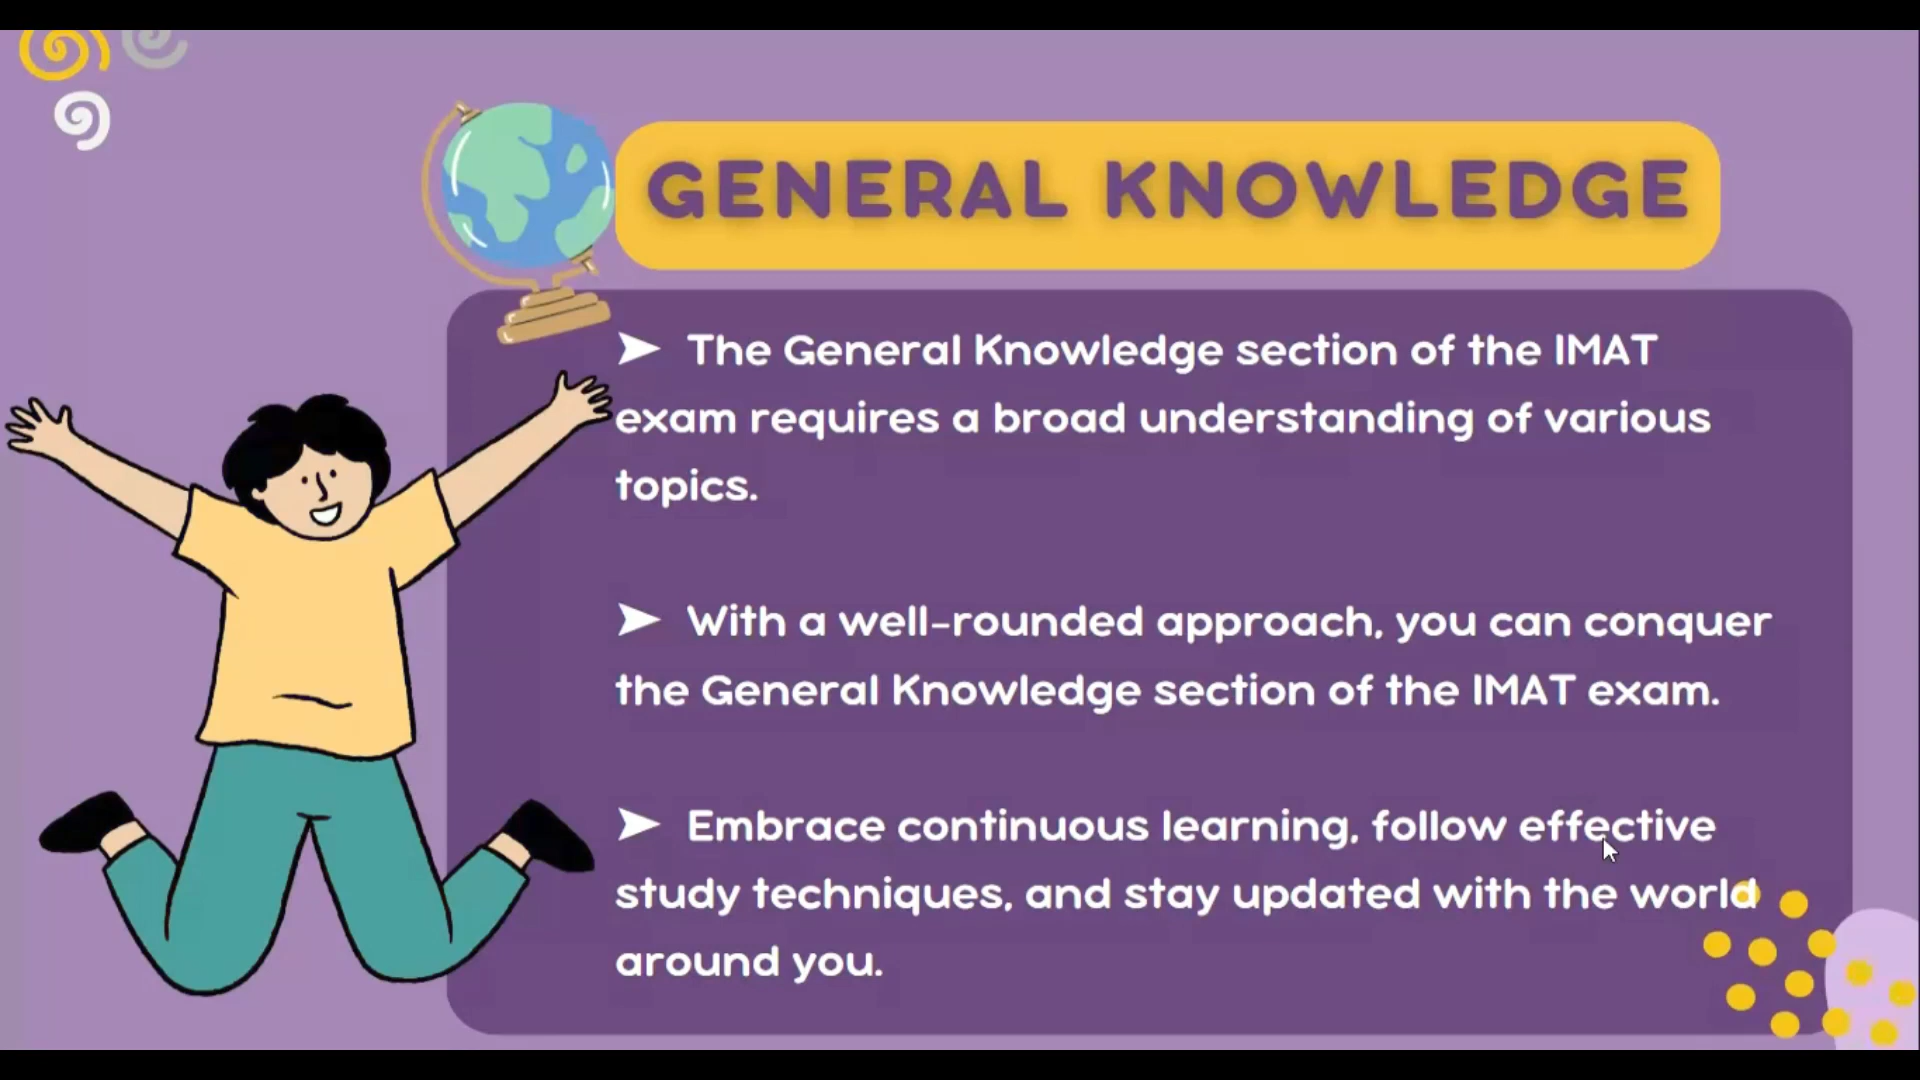 GENERAL KNOWLEDGE
➤ The General Knowledge section of the IMAT
exam requires a broad understanding of various
topics.
➤ With a well-rounded approach, you can conquer
the General Knowledge section of the IMAT exam.
➤ Embrace continuous learning, follow effective
study techniques, and stay updated with the world
around you.